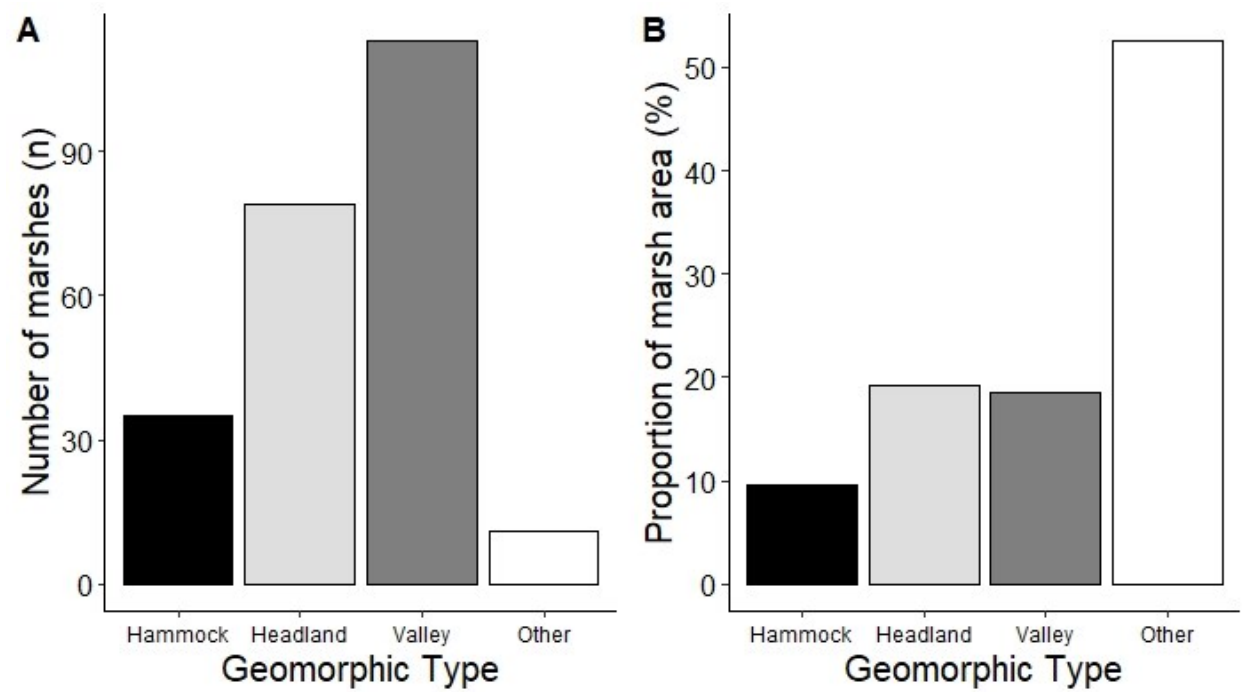 A
Number of marshes (n)
90
60
30
0
Hammock Headland Valley Other
Geomorphic Type
B
Proportion of marsh area (%)
50
40
30
20
10
0
Hammock Headland Valley Other
Geomorphic Type